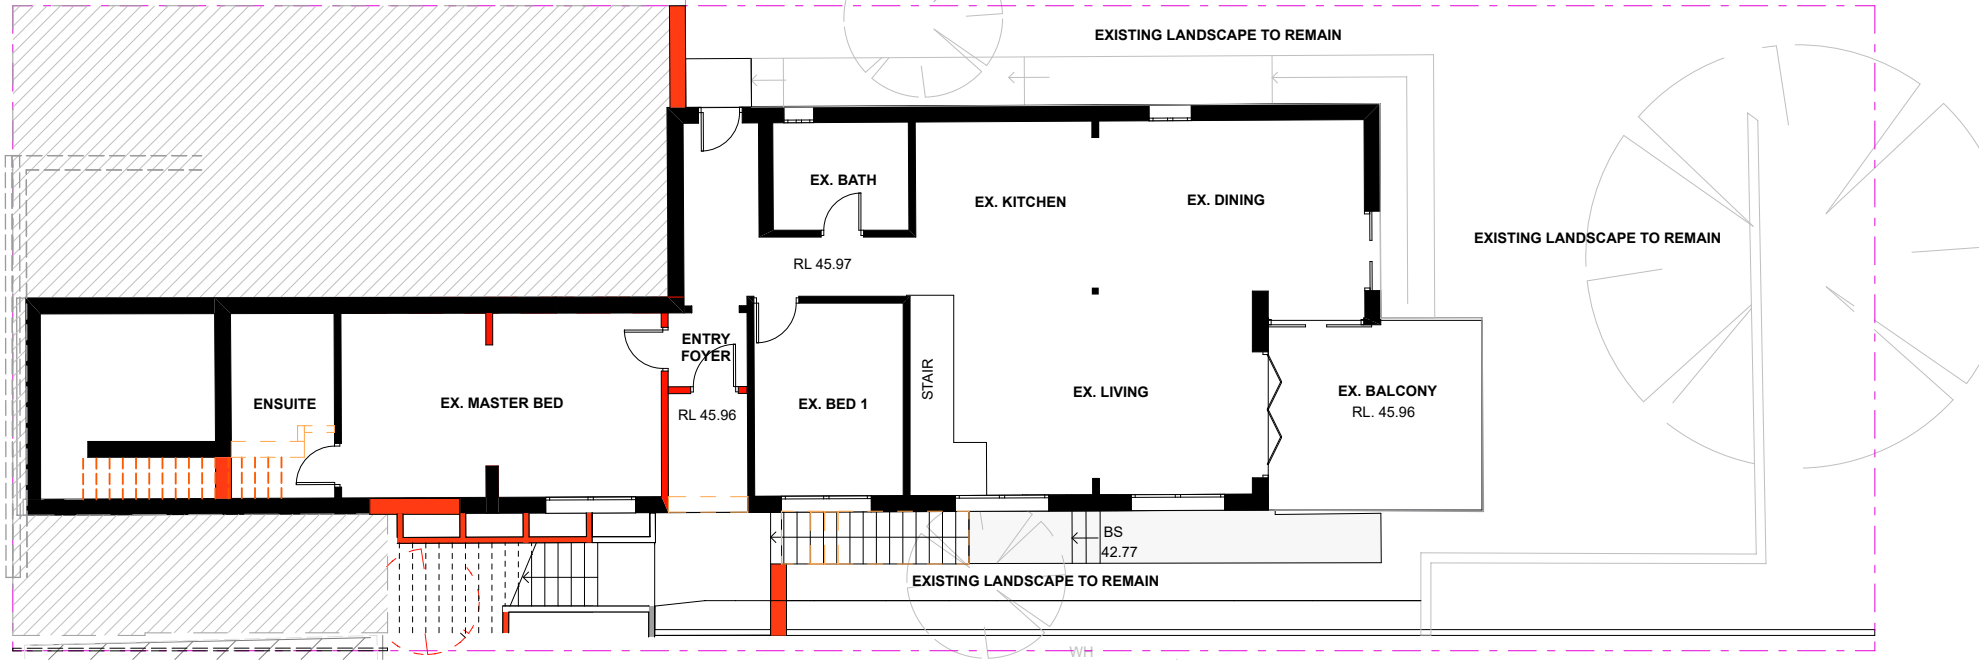 EXISTING LANDSCAPE TO REMAIN
EX. BATH
EX. KITCHEN
EX. DINING
EXISTING LANDSCAPE TO REMAIN
RL 45.97
ENTRY
FOYER
STAIR
ENSUITE
EX. MASTER BED
RL 45.96
EX. BED 1
EX. LIVING
EX. BALCONY
RL. 45.96
BS
42.77
EXISTING LANDSCAPE TO REMAIN
WH